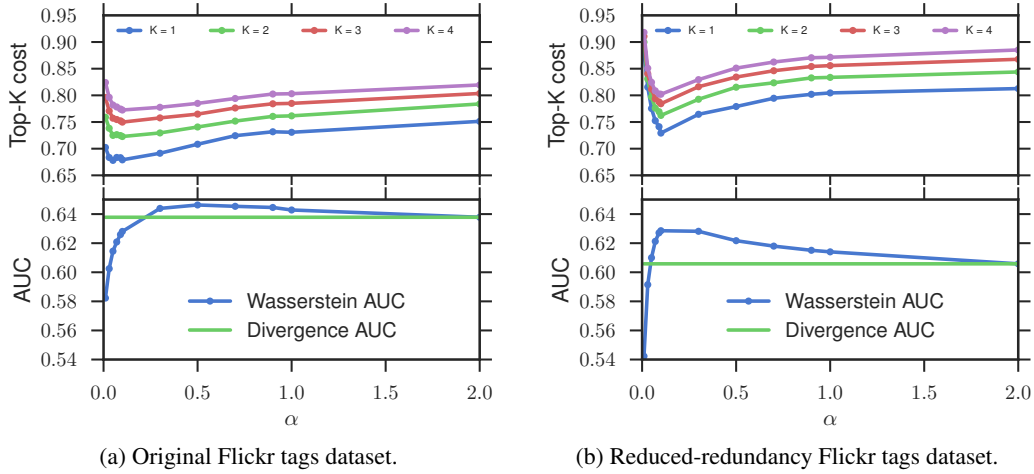 0.95
0.90
0.85
0.80
0.75
0.70
0.65
Top-K cost
K = 1
K = 2
K = 3
K = 4
0.64
0.62
0.60
0.58
0.56
0.54
AUC
Wasserstein AUC
Divergence AUC
0.0 0.5 1.0 1.5 2.0
α
(a) Original Flickr tags dataset.
0.95
0.90
0.85
0.80
0.75
0.70
0.65
Top-K cost
K = 1
K = 2
K = 3
K = 4
0.64
0.62
0.60
0.58
0.56
0.54
AUC
Wasserstein AUC
Divergence AUC
0.0 0.5 1.0 1.5 2.0
α
(b) Reduced-redundancy Flickr tags dataset.